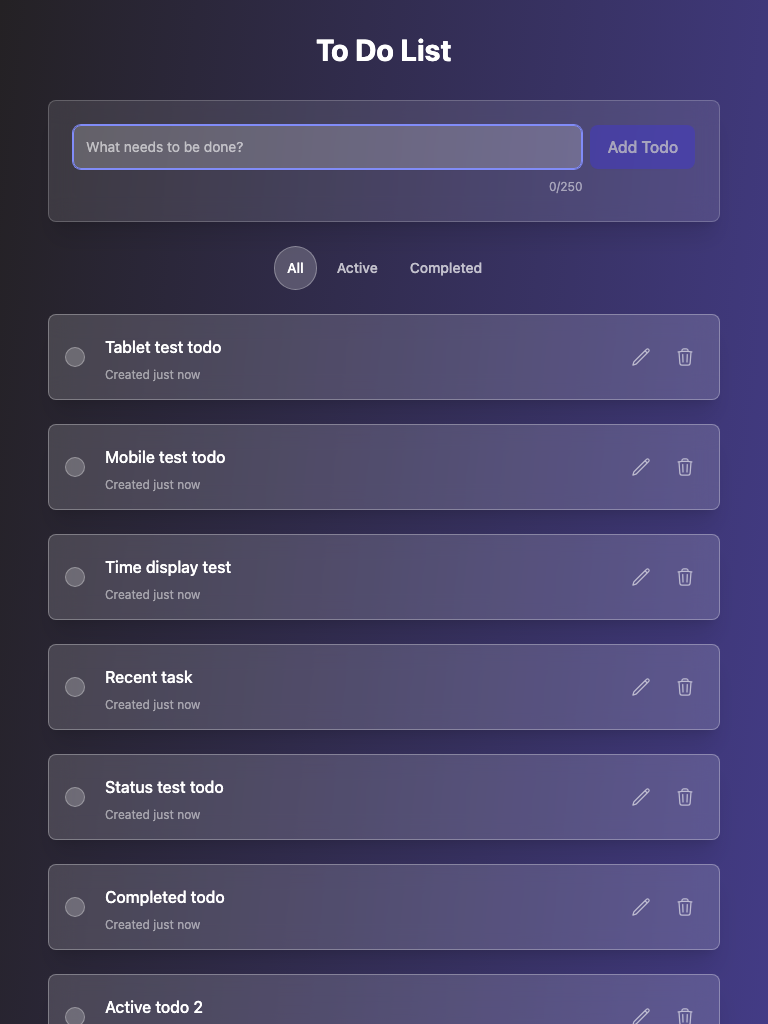 To Do List
What needs to be done?
Add Todo
0/250
All
Active
Completed
Tablet test todo
Created just now
Mobile test todo
Created just now
Time display test
Created just now
Recent task
Created just now
Status test todo
Created just now
Completed todo
Created just now
Active todo 2